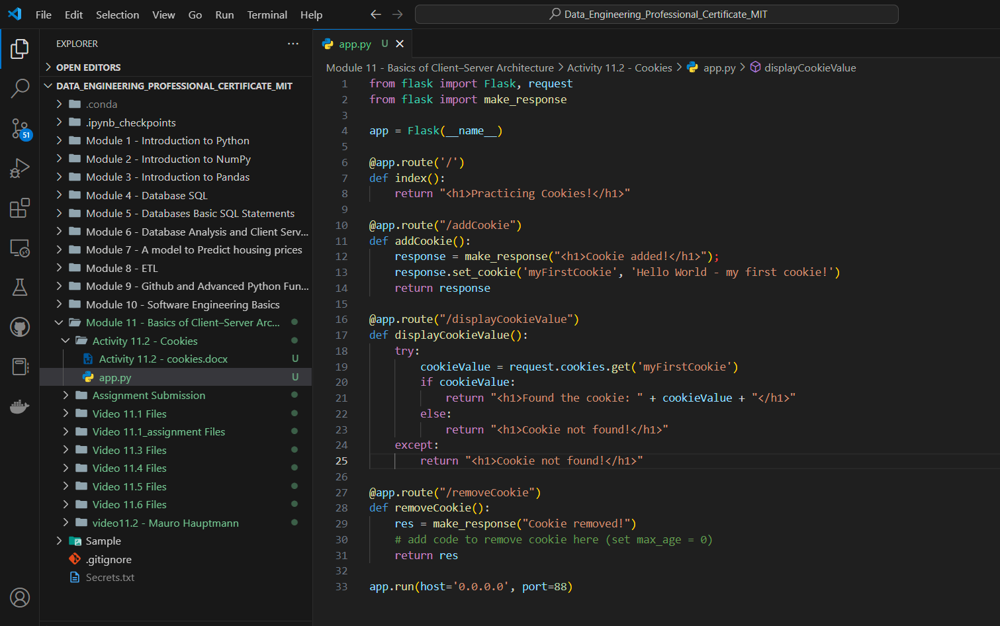 File Edit Selection View Go Run Terminal Help
Data_Engineering_Professional_Certificate_MIT
EXPLORER
OPEN EDITORS
DATA_ENGINEERING_PROFESSIONAL_CERTIFICATE_MIT
.conda
.ipynb_checkpoints
Module 1 - Introduction to Python
Module 2 - Introduction to NumPy
Module 3 - Introduction to Pandas
Module 4 - Database SQL
Module 5 - Databases Basic SQL Statements
Module 6 - Database Analysis and Client Serv...
Module 7 - A model to Predict housing prices
Module 8 - ETL
Module 9 - Github and Advanced Python Fun...
Module 10 - Software Engineering Basics
Module 11 - Basics of Client–Server Arc...
Activity 11.2 - Cookies
Activity 11.2 - cookies.docx U
app.py U
Assignment Submission
Video 11.1 Files
Video 11.1_assignment Files
Video 11.3 Files
Video 11.4 Files
Video 11.5 Files
Video 11.6 Files
video11.2 - Mauro Hauptmann
Sample
.gitignore
Secrets.txt
51
app.py U
Module 11 - Basics of Client–Server Architecture > Activity 11.2 - Cookies > app.py > displayCookieValue
1 from flask import Flask, request
2 from flask import make_response
3
4 app = Flask(__name__)
5
6 @app.route('/')
7 def index():
8     return "<h1>Practicing Cookies!</h1>"
9
10 @app.route("/addCookie")
11 def addCookie():
12     response = make_response("<h1>Cookie added!</h1>");
13     response.set_cookie('myFirstCookie', 'Hello World - my first cookie!')
14     return response
15
16 @app.route("/displayCookieValue")
17 def displayCookieValue():
18     try:
19         cookieValue = request.cookies.get('myFirstCookie')
20         if cookieValue:
21             return "<h1>Found the cookie: " + cookieValue + "</h1>"
22         else:
23             return "<h1>Cookie not found!</h1>"
24     except:
25         return "<h1>Cookie not found!</h1>"
26
27 @app.route("/removeCookie")
28 def removeCookie():
29     res = make_response("Cookie removed!")
30     # add code to remove cookie here (set max_age = 0)
31     return res
32
33 app.run(host='0.0.0.0', port=88)